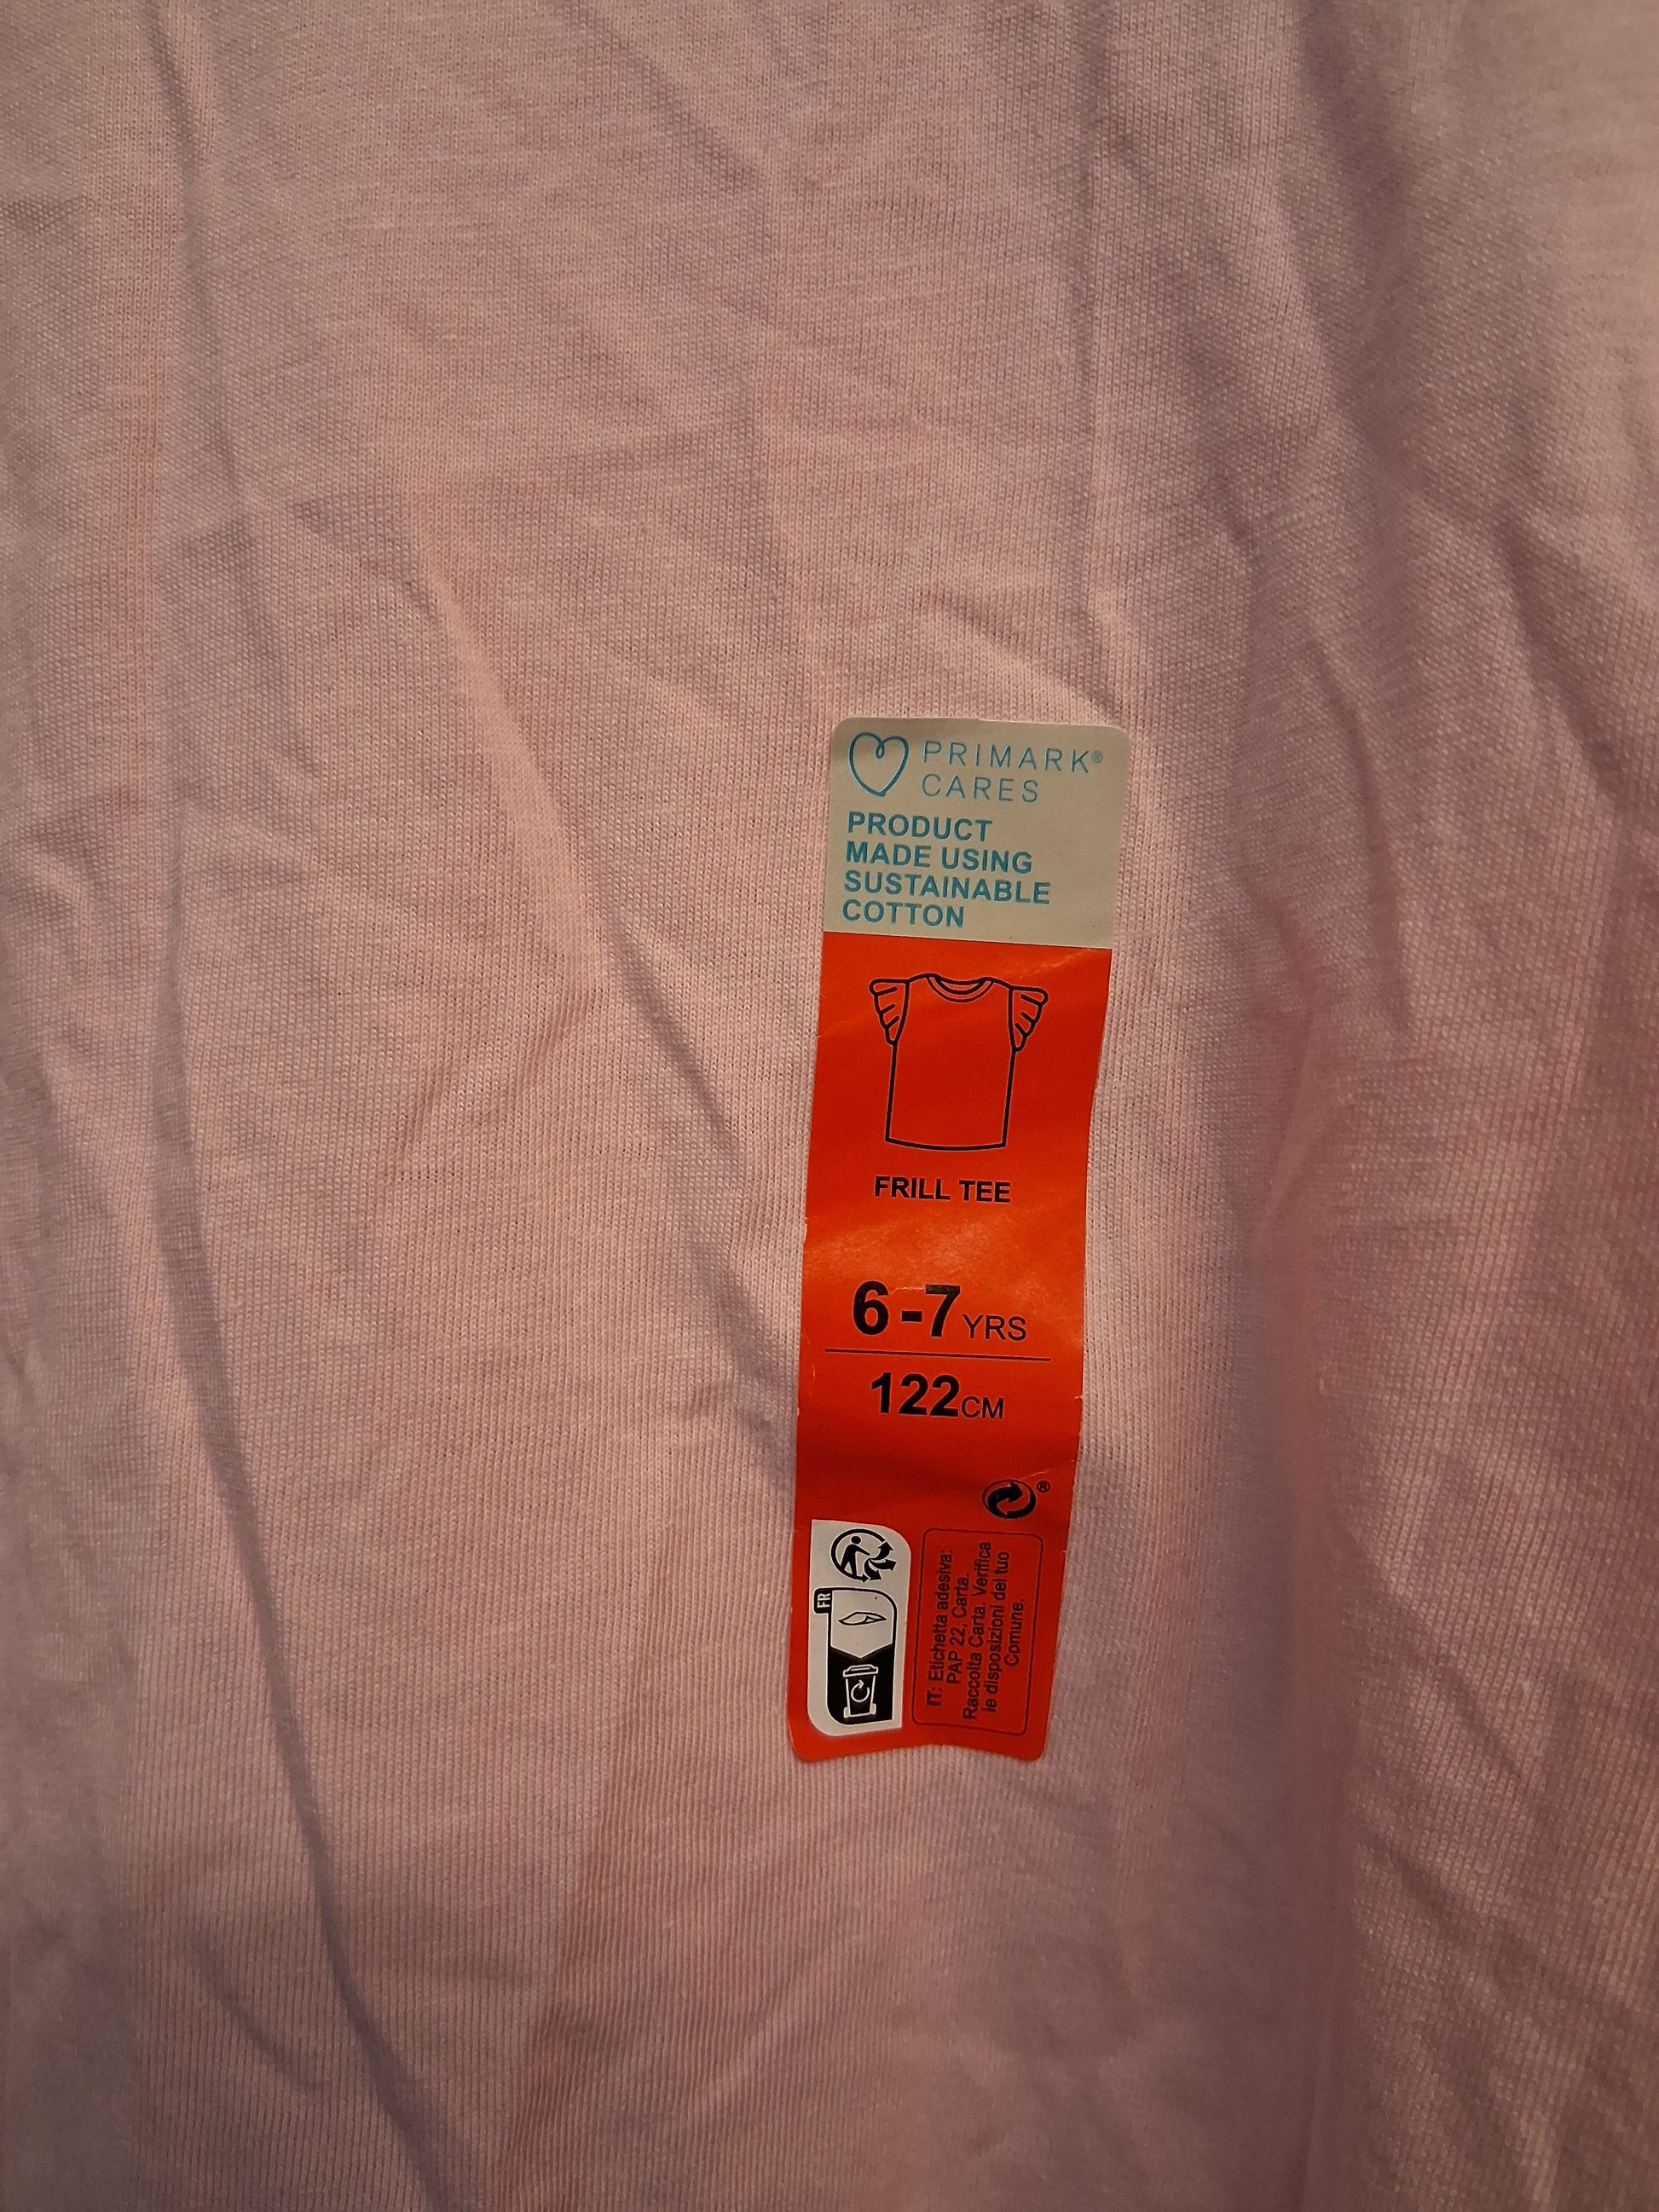 PRIMARK®
CARES
PRODUCT
MADE USING
SUSTAINABLE
COTTON
FRILL TEE
6-7 YRS
122CM
®
FR
IT: Etichetta adesiva:
PAP 22, Carta.
Raccolta Carta. Verifica
le disposizioni del tuo
Comune.